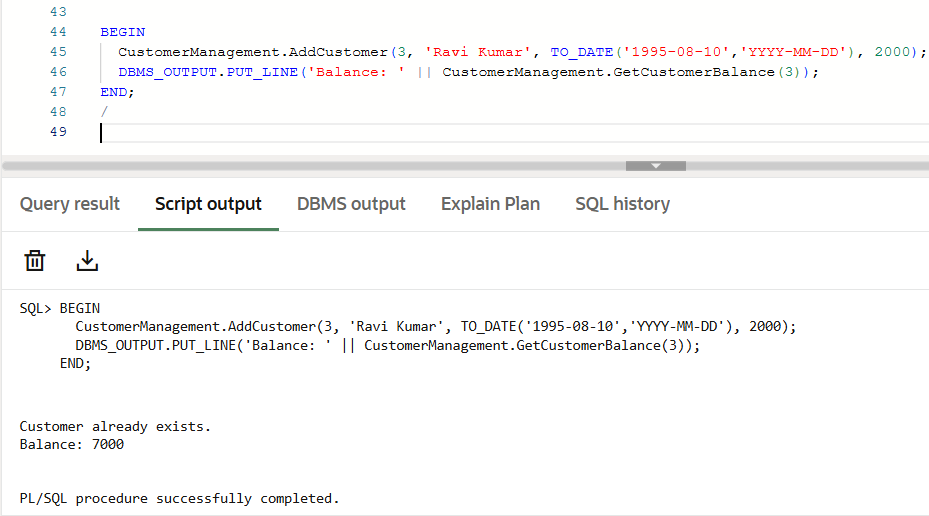 43
44 BEGIN
45 CustomerManagement.AddCustomer(3, 'Ravi Kumar', TO_DATE('1995-08-10','YYYY-MM-DD'), 2000);
46 DBMS_OUTPUT.PUT_LINE('Balance: ' || CustomerManagement.GetCustomerBalance(3));
47 END;
48 /
49
Query result Script output DBMS output Explain Plan SQL history
SQL> BEGIN
CustomerManagement.AddCustomer(3, 'Ravi Kumar', TO_DATE('1995-08-10','YYYY-MM-DD'), 2000);
DBMS_OUTPUT.PUT_LINE('Balance: ' || CustomerManagement.GetCustomerBalance(3));
END;
Customer already exists.
Balance: 7000
PL/SQL procedure successfully completed.